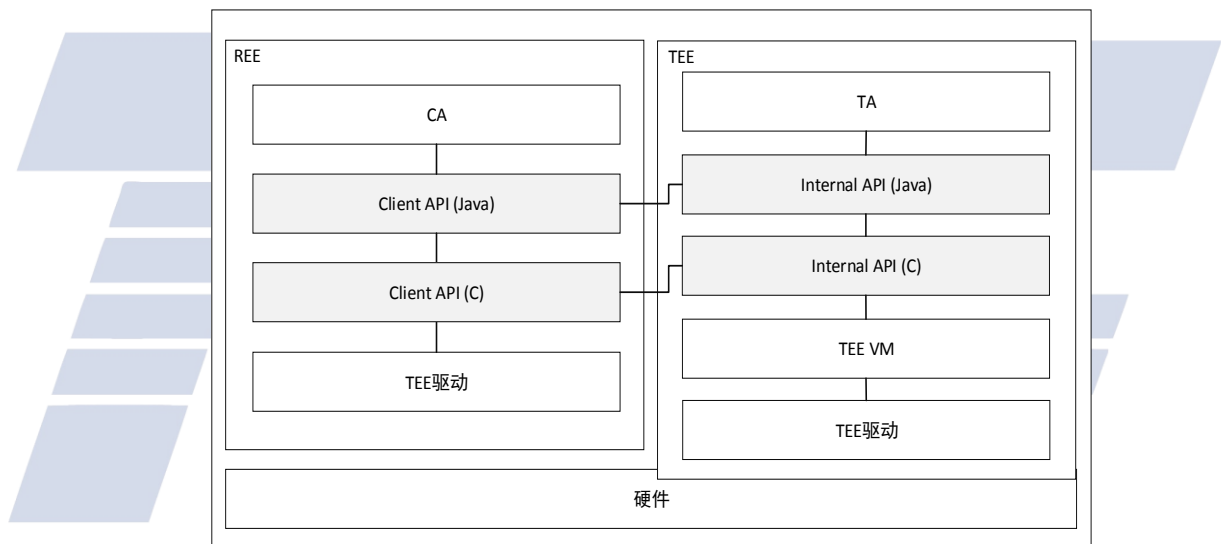 REE
CA
Client API (Java)
Client API (C)
TEE驱动
TEE
TA
Internal API (Java)
Internal API (C)
TEE VM
TEE驱动
硬件